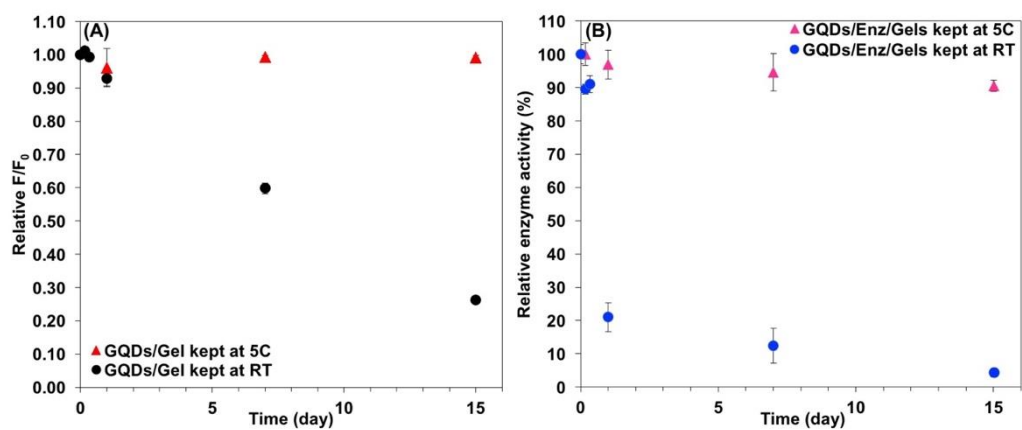 (A)
1.10
1.00
0.90
0.80
0.70
0.60
0.50
0.40
0.30
0.20
0.10
0.00
Relative F/F0
GQDs/Gel kept at 5C
GQDs/Gel kept at RT
0 5 10 15
Time (day)
(B)
110
100
90
80
70
60
50
40
30
20
10
0
Relative enzyme activity (%)
GQDs/Enz/Gels kept at 5C
GQDs/Enz/Gels kept at RT
0 5 10 15
Time (day)